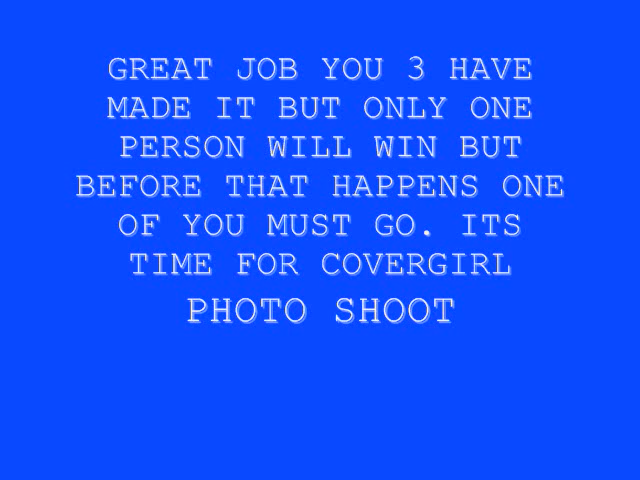 GREAT JOB YOU 3 HAVE
MADE IT BUT ONLY ONE
PERSON WILL WIN BUT
BEFORE THAT HAPPENS ONE
OF YOU MUST GO. ITS
TIME FOR COVERGIRL
PHOTO SHOOT